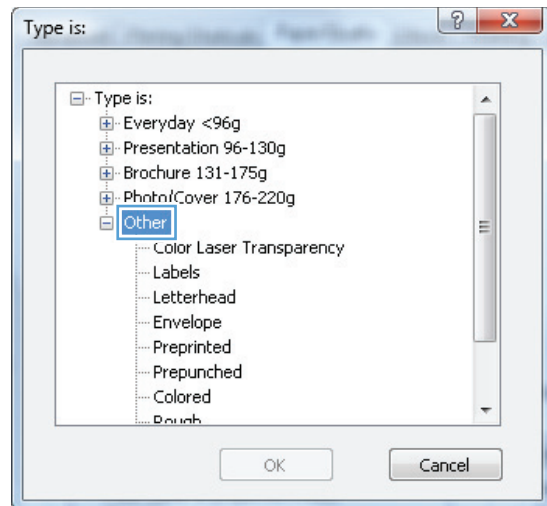 Type is:
Type is:
Everyday <96g
Presentation 96-130g
Brochure 131-175g
Photo/Cover 176-220g
Other
Color Laser Transparency
Labels
Letterhead
Envelope
Preprinted
Prepunched
Colored
Rough
OK Cancel